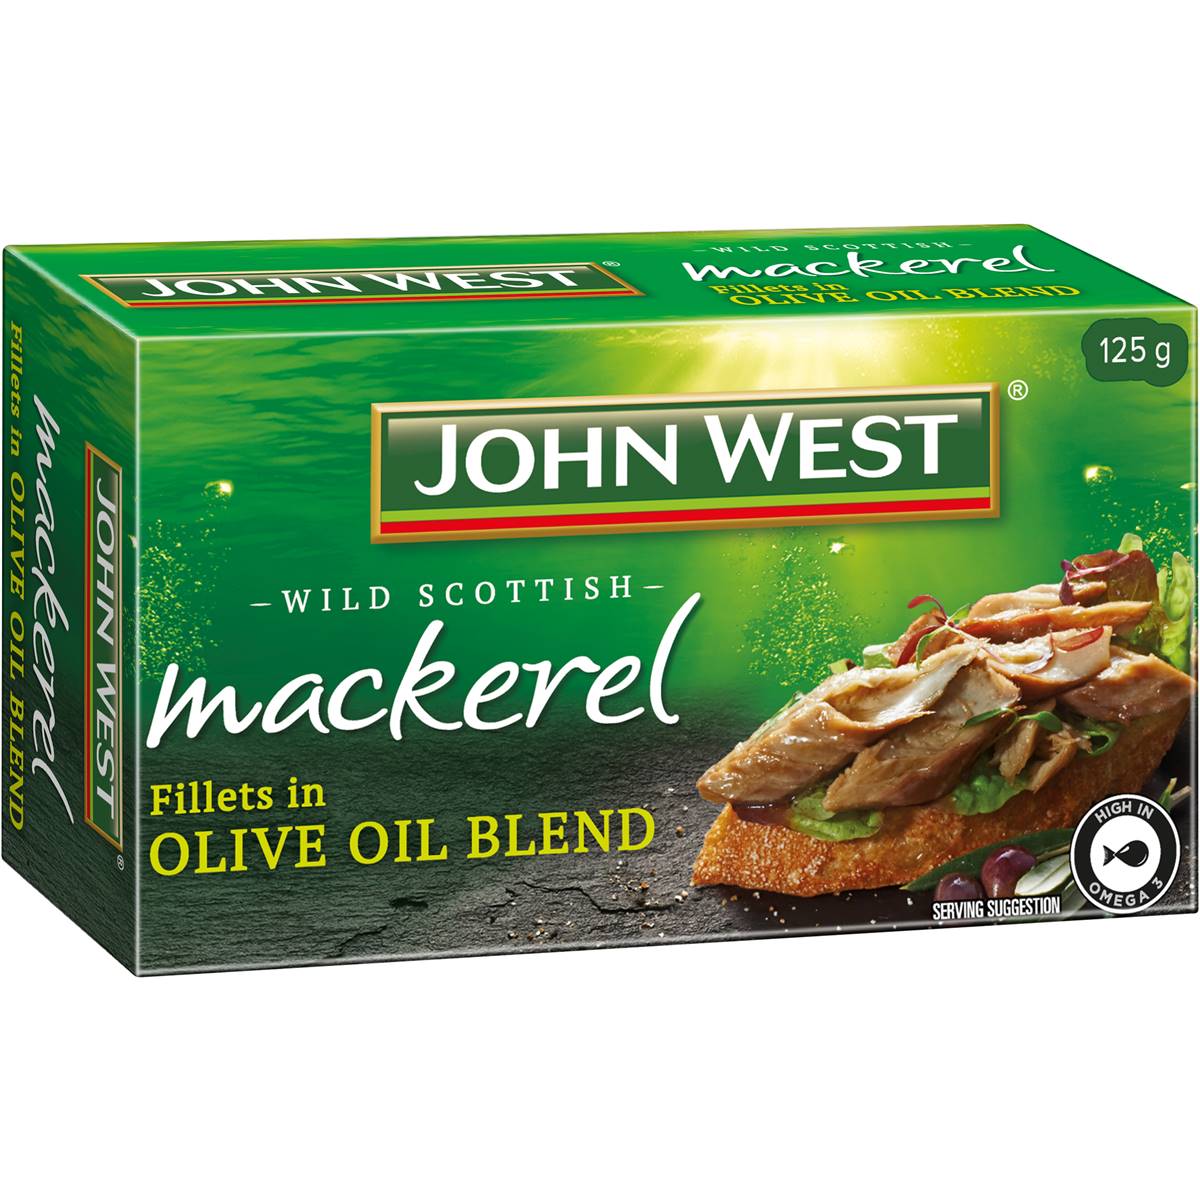 JOHN WEST®
– WILD SCOTTISH –
mackerel
Fillets in
OLIVE OIL BLEND
125 g
JOHN WEST®
– WILD SCOTTISH –
mackerel
Fillets in
OLIVE OIL BLEND
HIGH IN
OMEGA 3
SERVING SUGGESTION
mackerel
Fillets in OLIVE OIL BLEND
JOHN WEST®